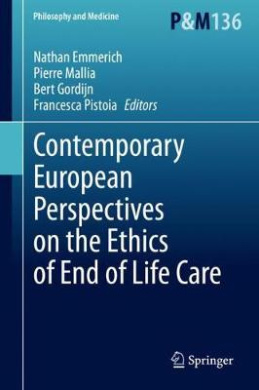 Philosophy and Medicine
P&M136
Nathan Emmerich
Pierre Mallia
Bert Gordijn
Francesca Pistoia Editors
Contemporary
European
Perspectives
on the Ethics
of End of Life Care
Springer